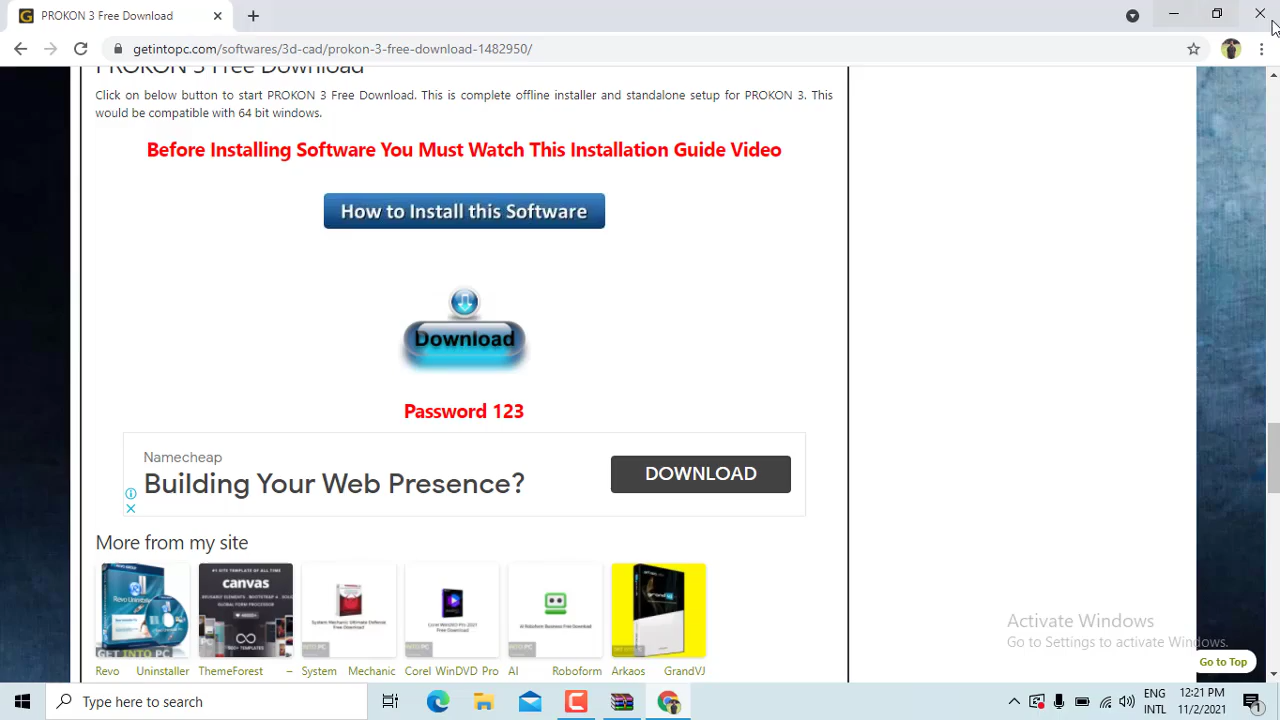 PROKON 3 Free Download
getintopc.com/softwares/3d-cad/prokon-3-free-download-1482950/
PROKON 3 Free Download
Click on below button to start PROKON 3 Free Download. This is complete offline installer and standalone setup for PROKON 3. This
would be compatible with 64 bit windows.
Before Installing Software You Must Watch This Installation Guide Video
How to Install this Software
Download
Password 123
Namecheap
Building Your Web Presence?
DOWNLOAD
More from my site
canvas
GET INTO PC
Revo Uninstaller
ThemeForest –
System Mechanic
Corel WinDVD Pro
AI Roboform
Arkaos GrandVJ
Activate Windows
Go to Settings to activate Windows.
Go to Top
Type here to search
ENG
INTL
12:21 PM
11/2/2021
1